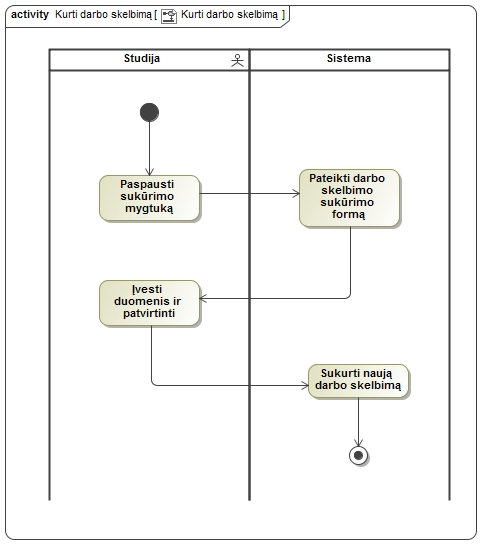 activity Kurti darbo skelbimą [ Kurti darbo skelbimą ]
Studija
Sistema
Paspausti
sukūrimo
mygtuką
Pateikti darbo
skelbimo
sukūrimo
formą
Įvesti
duomenis ir
patvirtinti
Sukurti naują
darbo skelbimą